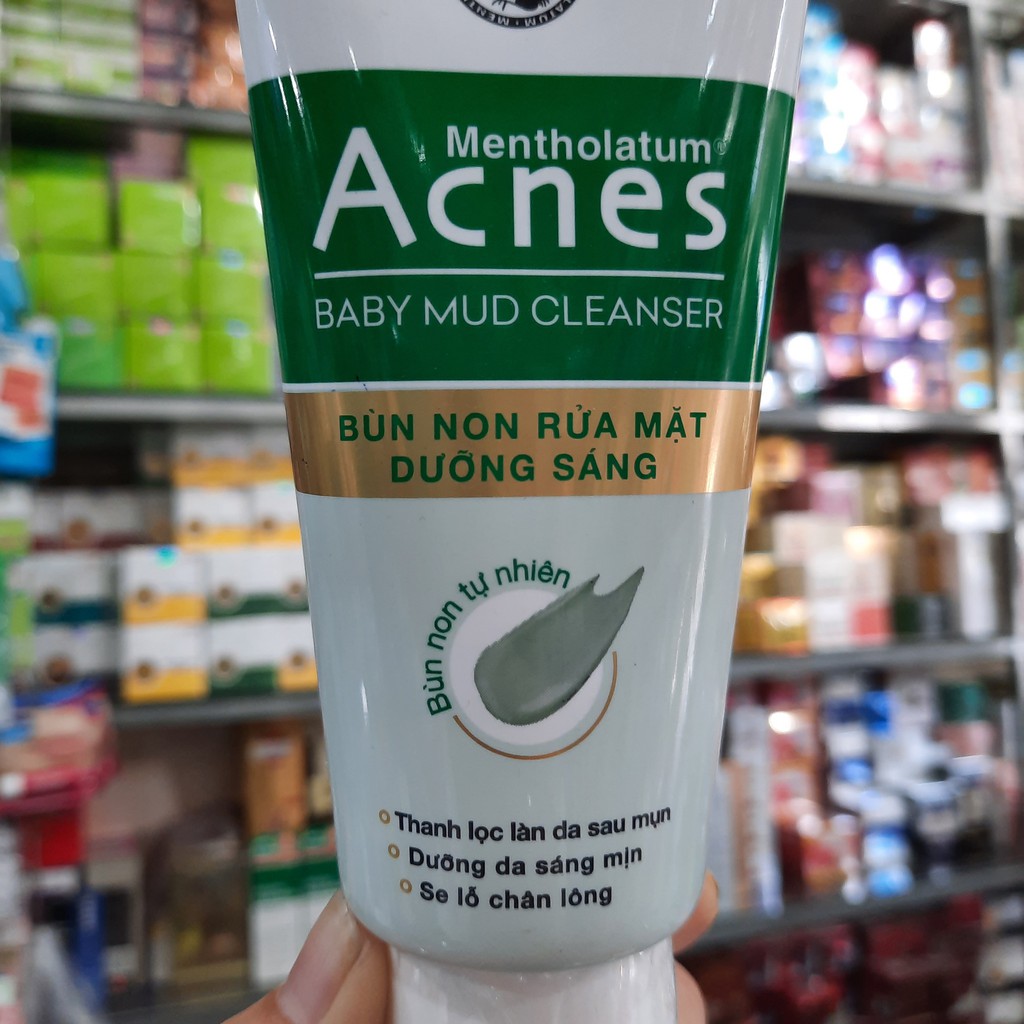 Mentholatum®
Acnes
BABY MUD CLEANSER
BÙN NON RỬA MẶT
DƯỠNG SÁNG
Bùn non tự nhiên
Thanh lọc làn da sau mụn
Dưỡng da sáng mịn
Se lỗ chân lông